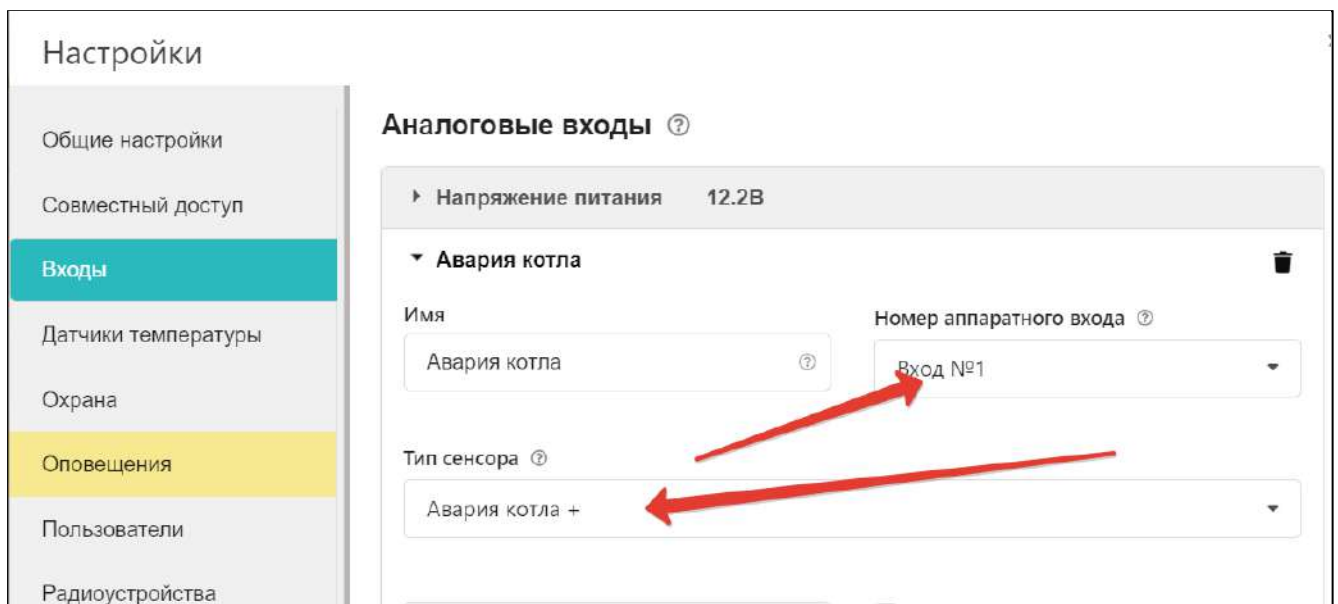 Настройки
Общие настройки
Совместный доступ
Входы
Датчики температуры
Охрана
Оповещения
Пользователи
Радиоустройства
Аналоговые входы
Напряжение питания 12.2В
Авария котла
Имя
Авария котла
Номер аппаратного входа
Вход №1
Тип сенсора
Авария котла +